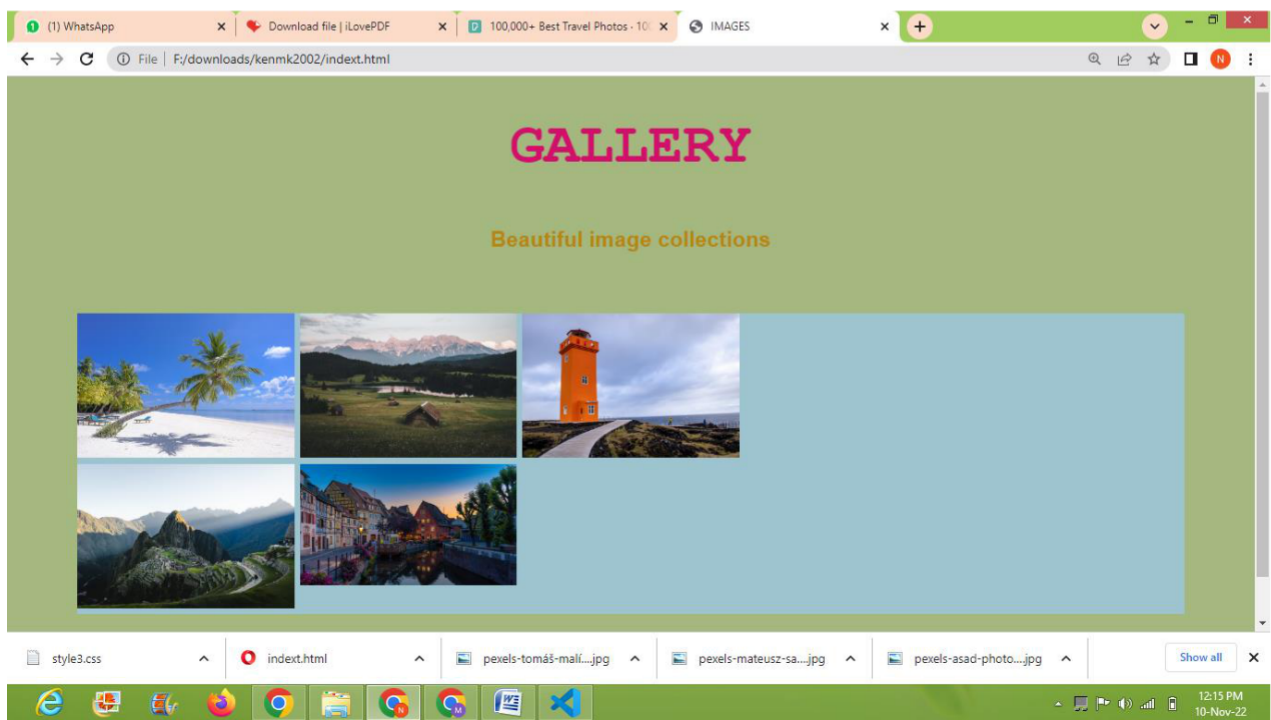 (1) WhatsApp
Download file | iLovePDF
100,000+ Best Travel Photos · 10
IMAGES
File | F:/downloads/kenmk2002/indext.html
N
GALLERY
Beautiful image collections
style3.css
indext.html
pexels-tomáš-malí....jpg
pexels-mateusz-sa....jpg
pexels-asad-photo....jpg
Show all
12:15 PM
10-Nov-22